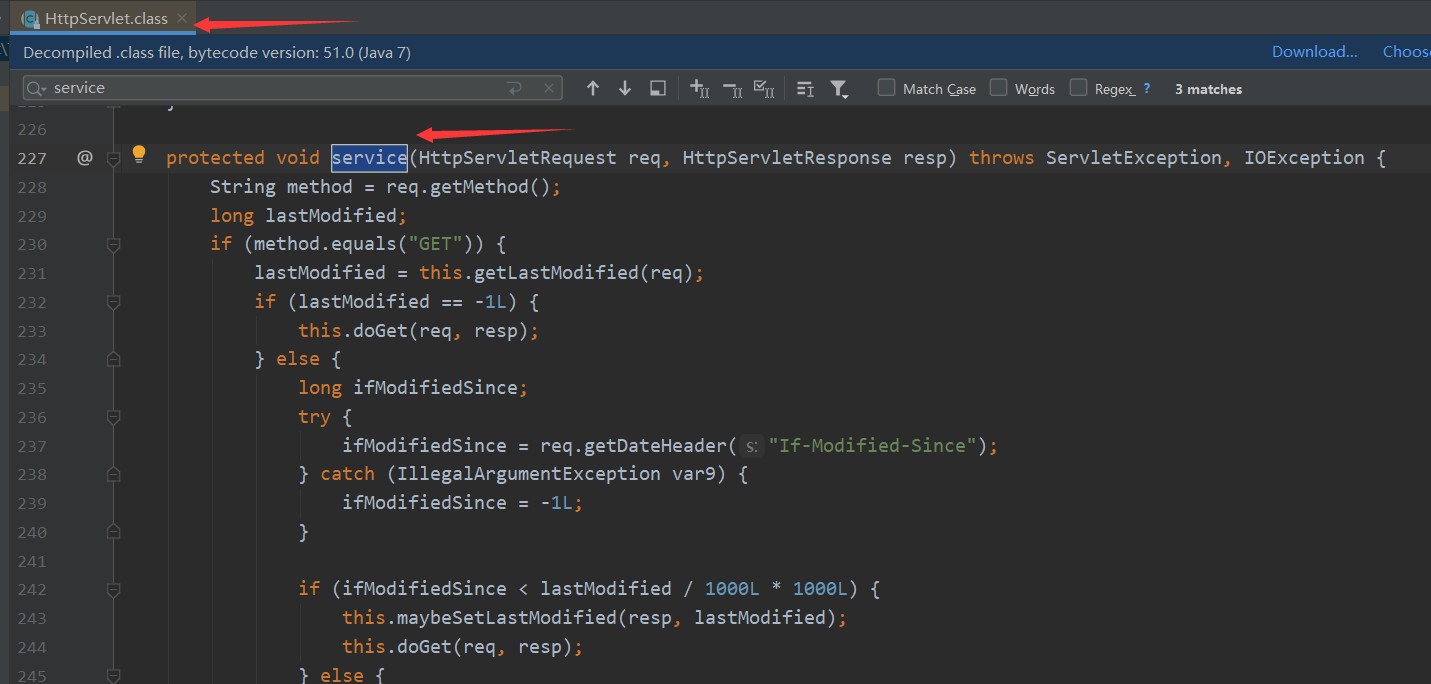 HttpServlet.class
Decompiled .class file, bytecode version: 51.0 (Java 7) Download... Choos
service Match Case Words Regex ? 3 matches
226
227 @ protected void service(HttpServletRequest req, HttpServletResponse resp) throws ServletException, IOException {
228 String method = req.getMethod();
229 long lastModified;
230 if (method.equals("GET")) {
231 lastModified = this.getLastModified(req);
232 if (lastModified == -1L) {
233 this.doGet(req, resp);
234 } else {
235 long ifModifiedSince;
236 try {
237 ifModifiedSince = req.getDateHeader( s: "If-Modified-Since");
238 } catch (IllegalArgumentException var9) {
239 ifModifiedSince = -1L;
240 }
241
242 if (ifModifiedSince < lastModified / 1000L * 1000L) {
243 this.maybeSetLastModified(resp, lastModified);
244 this.doGet(req, resp);
245 } else {